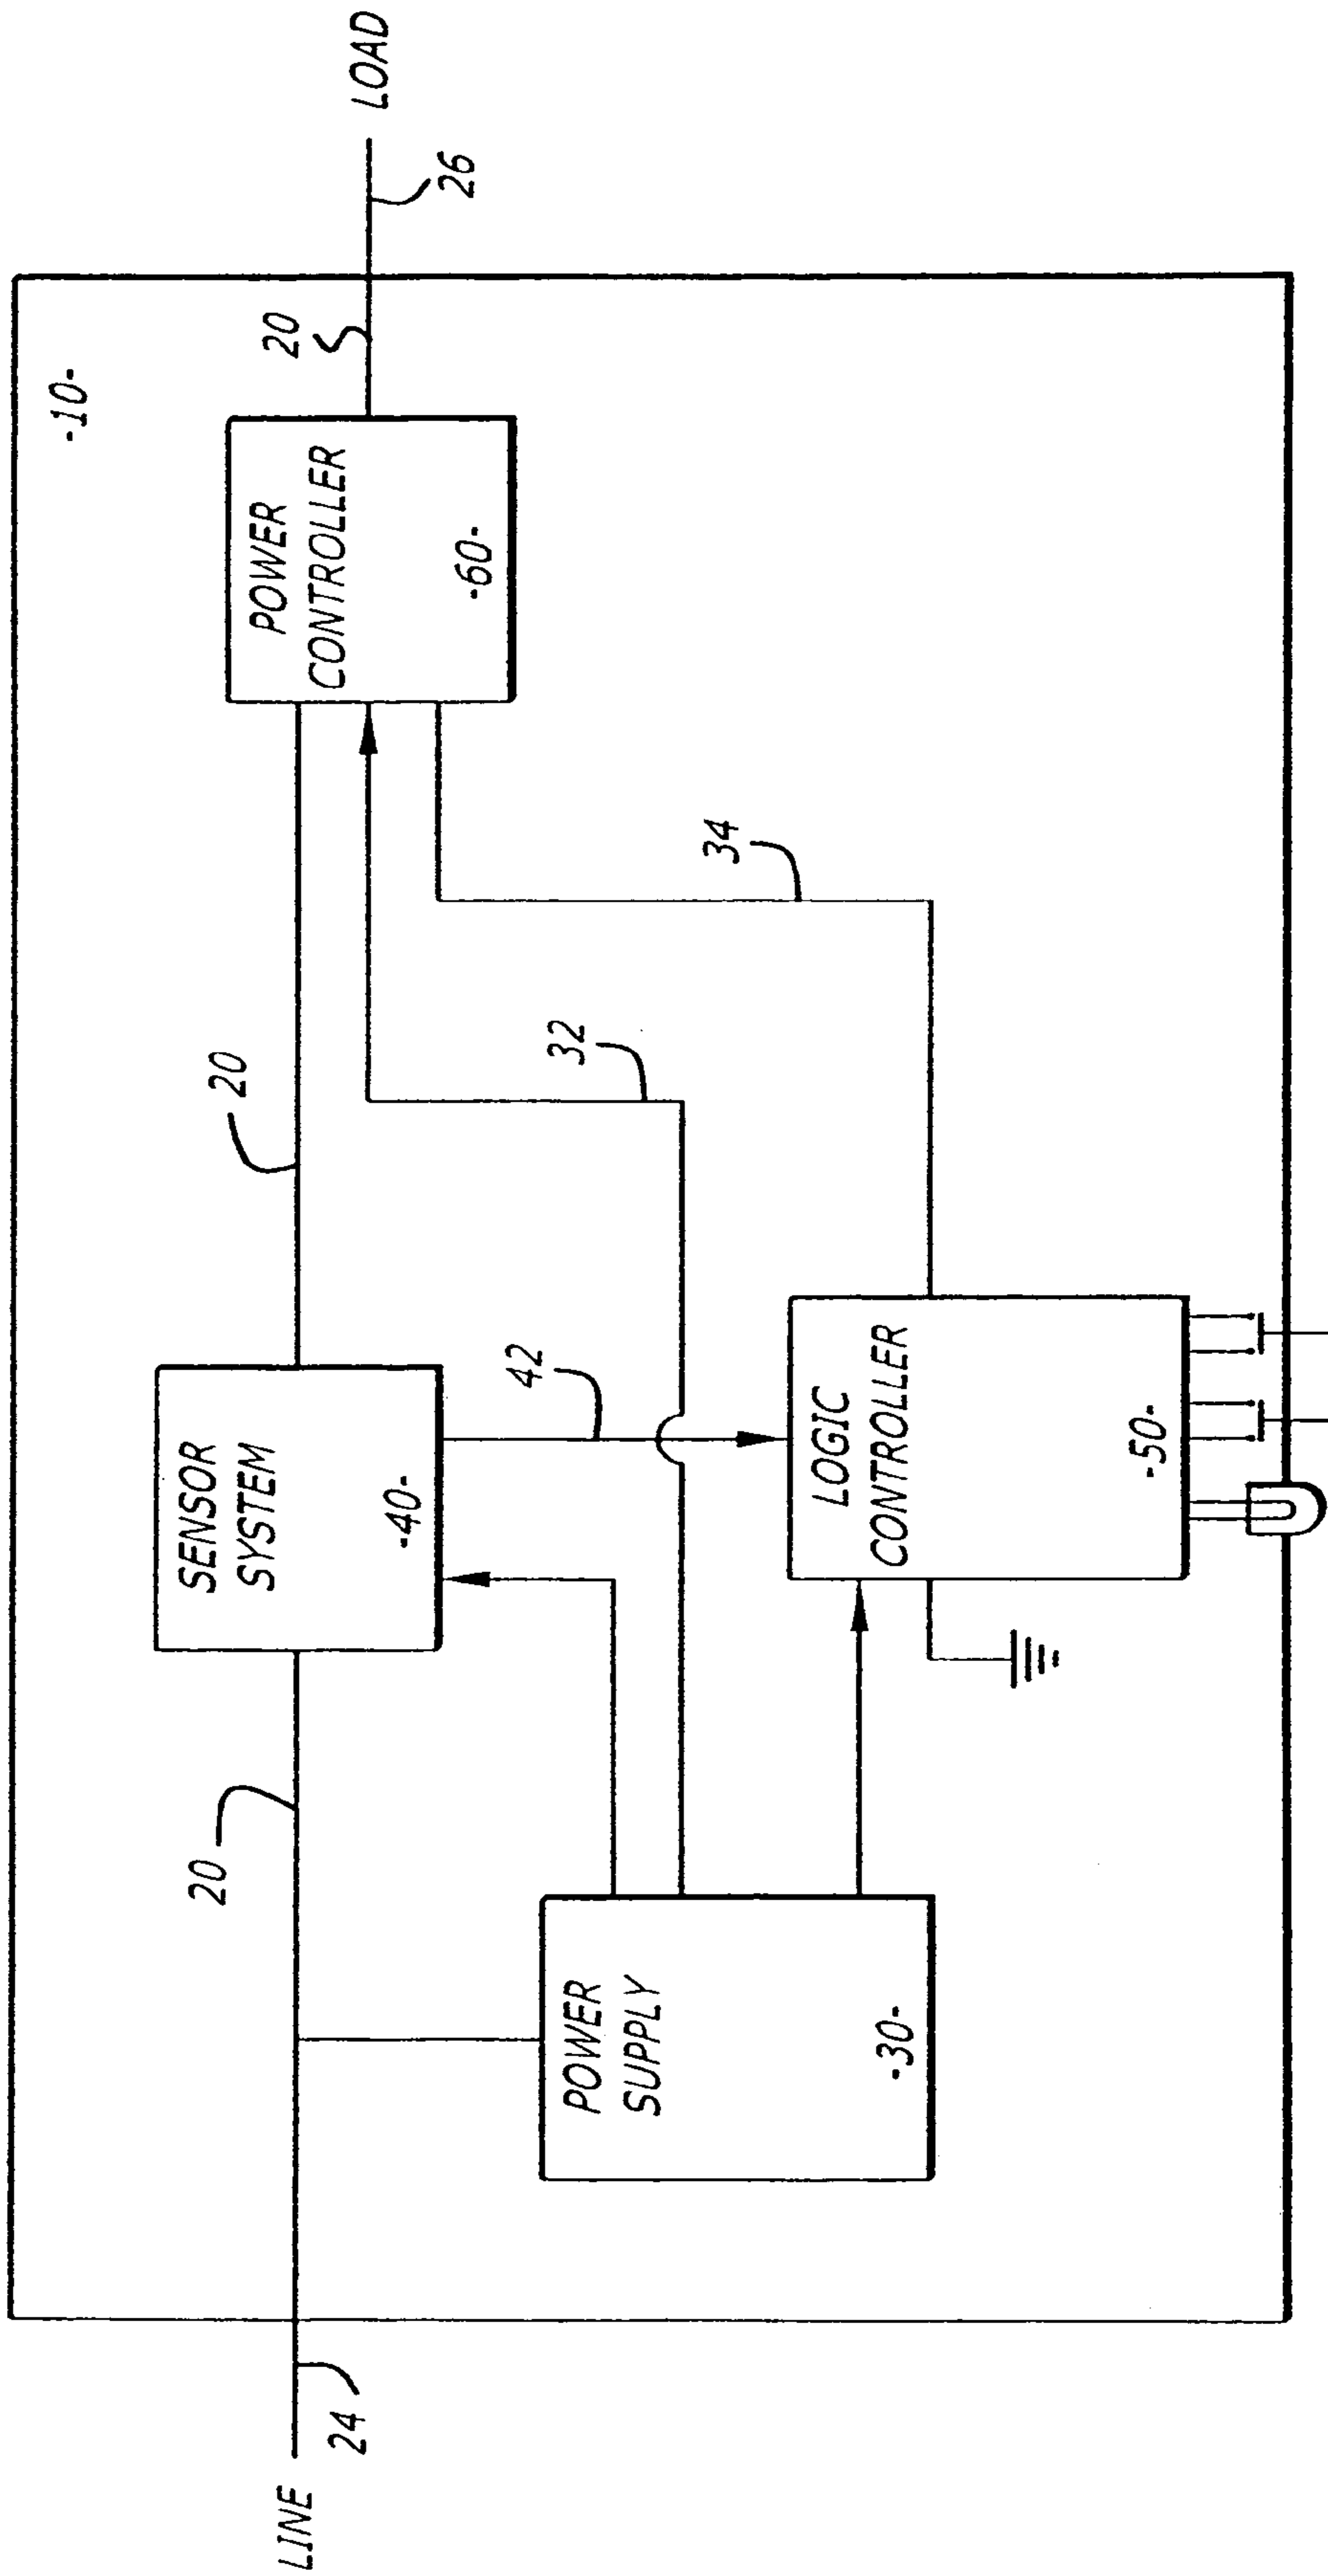 -10-
LINE
24
20
SENSOR
SYSTEM
-40-
20
POWER
CONTROLLER
-60-
20
26
LOAD
POWER
SUPPLY
-30-
42
32
34
LOGIC
CONTROLLER
-50-